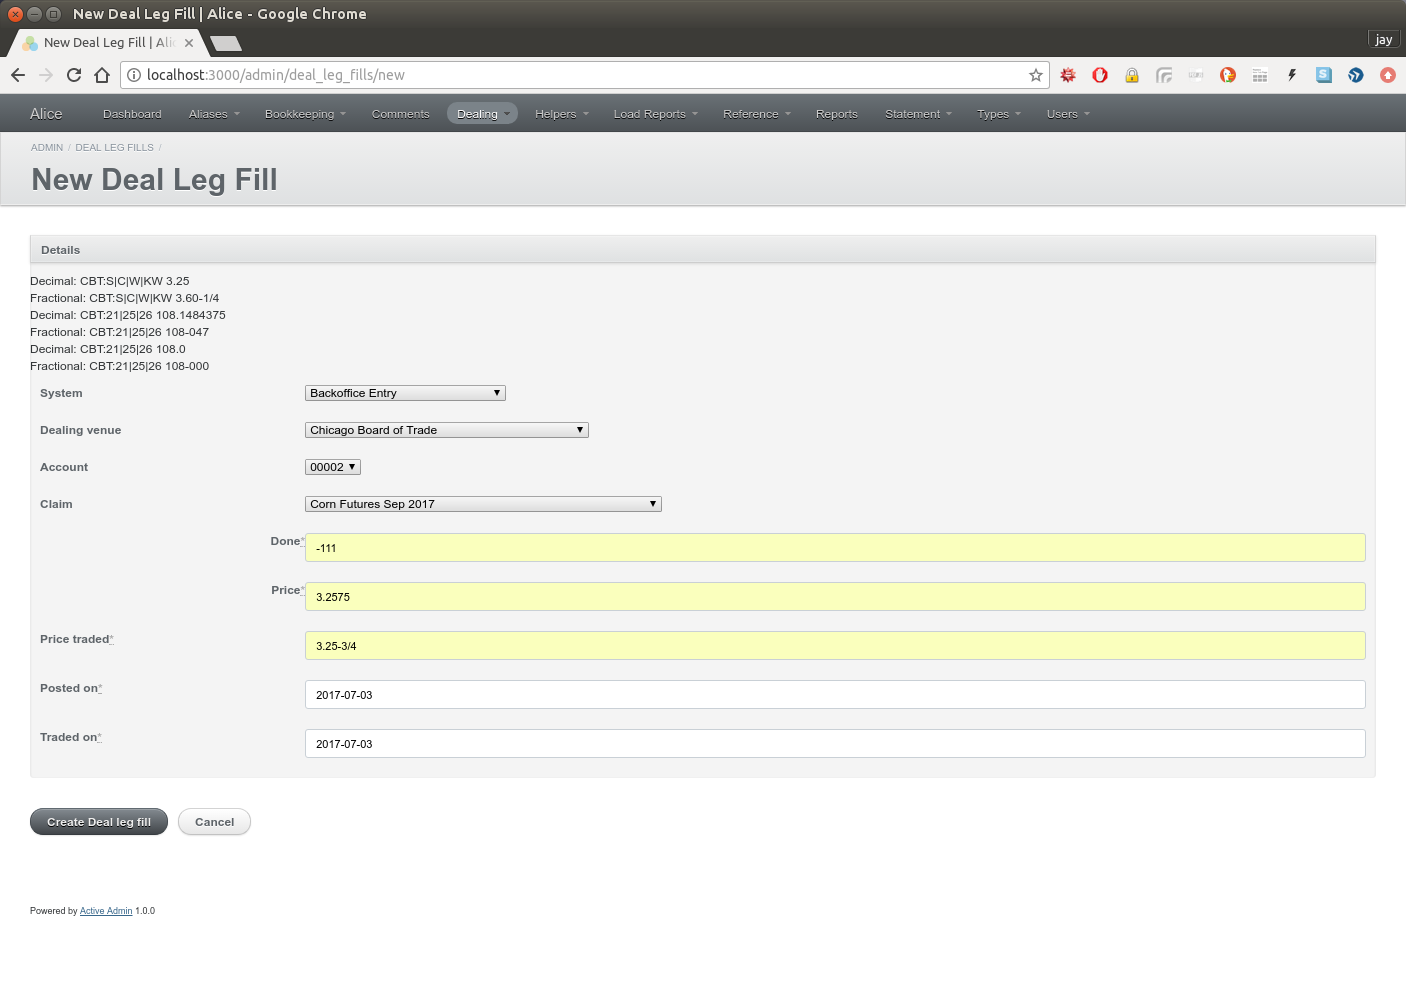 New Deal Leg Fill | Alice - Google Chrome
New Deal Leg Fill | Alic
jay
localhost:3000/admin/deal_leg_fills/new
Alice Dashboard Aliases Bookkeeping Comments Dealing Helpers Load Reports Reference Reports Statement Types Users
ADMIN / DEAL LEG FILLS /
New Deal Leg Fill
Details
Decimal: CBT:S|C|W|KW 3.25
Fractional: CBT:S|C|W|KW 3.60-1/4
Decimal: CBT:21|25|26 108.1484375
Fractional: CBT:21|25|26 108-047
Decimal: CBT:21|25|26 108.0
Fractional: CBT:21|25|26 108-000
System Backoffice Entry
Dealing venue Chicago Board of Trade
Account 00002
Claim Corn Futures Sep 2017
Done* -111
Price* 3.2575
Price traded* 3.25-3/4
Posted on* 2017-07-03
Traded on* 2017-07-03
Create Deal leg fill Cancel
Powered by Active Admin 1.0.0